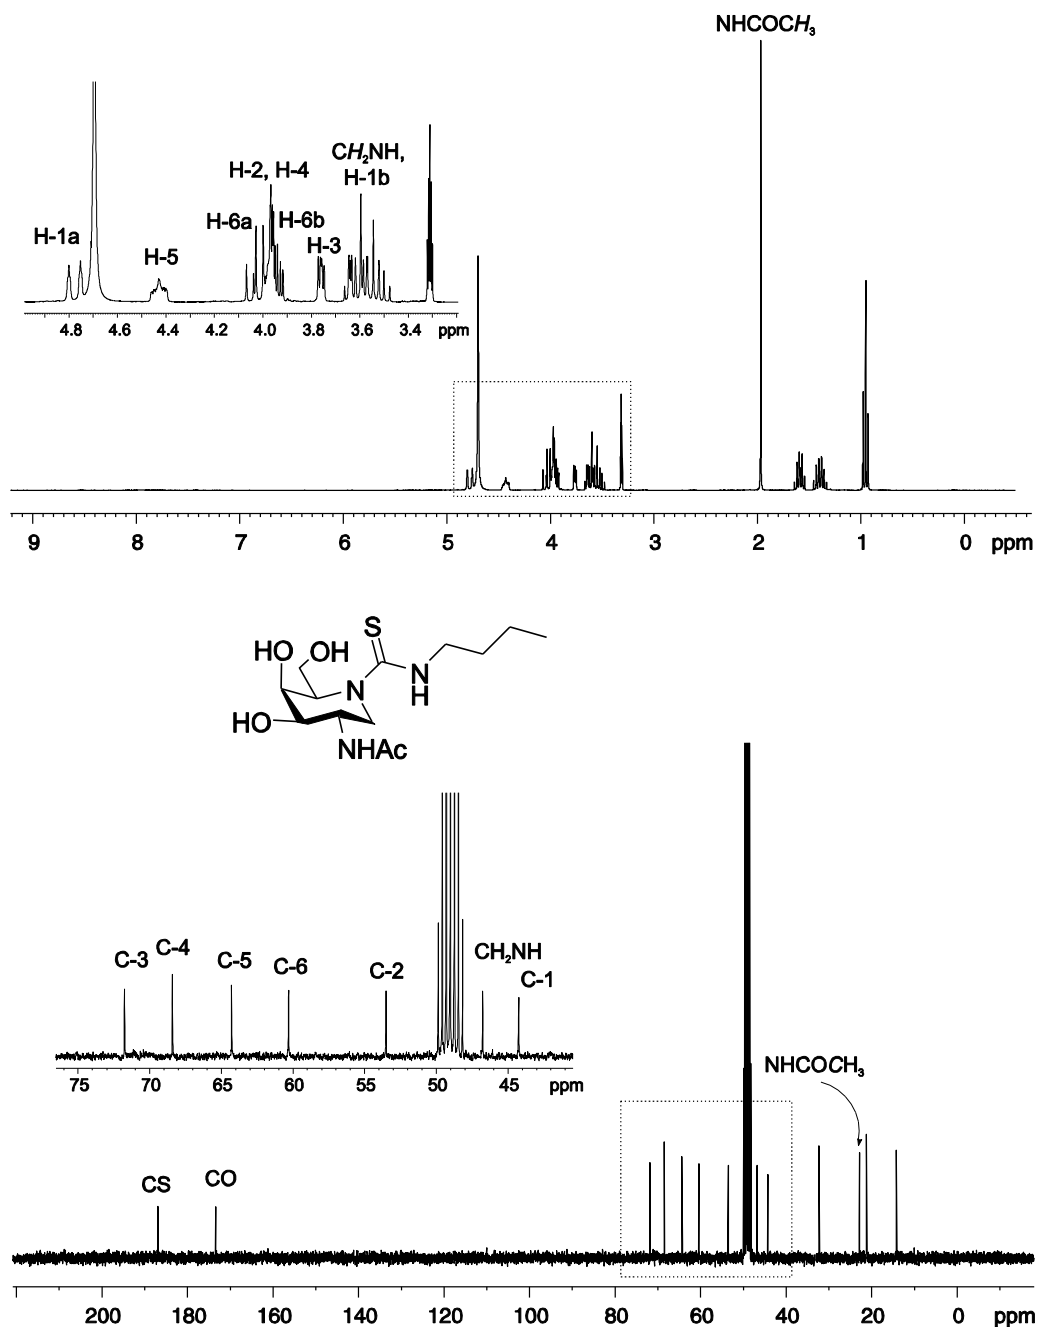 NHCOCH₃
CH₂NH,
H-1b
H-2, H-4
H-6a
H-6b
H-3
H-1a
H-5
4.8 4.6 4.4 4.2 4.0 3.8 3.6 3.4 ppm
9 8 7 6 5 4 3 2 1 0 ppm
S
HO OH
N
N
H
HO
NHAc
CH₂NH
C-3 C-4 C-5 C-6 C-2 C-1
75 70 65 60 55 50 45 ppm
NHCOCH₃
CS CO
200 180 160 140 120 100 80 60 40 20 0 ppm